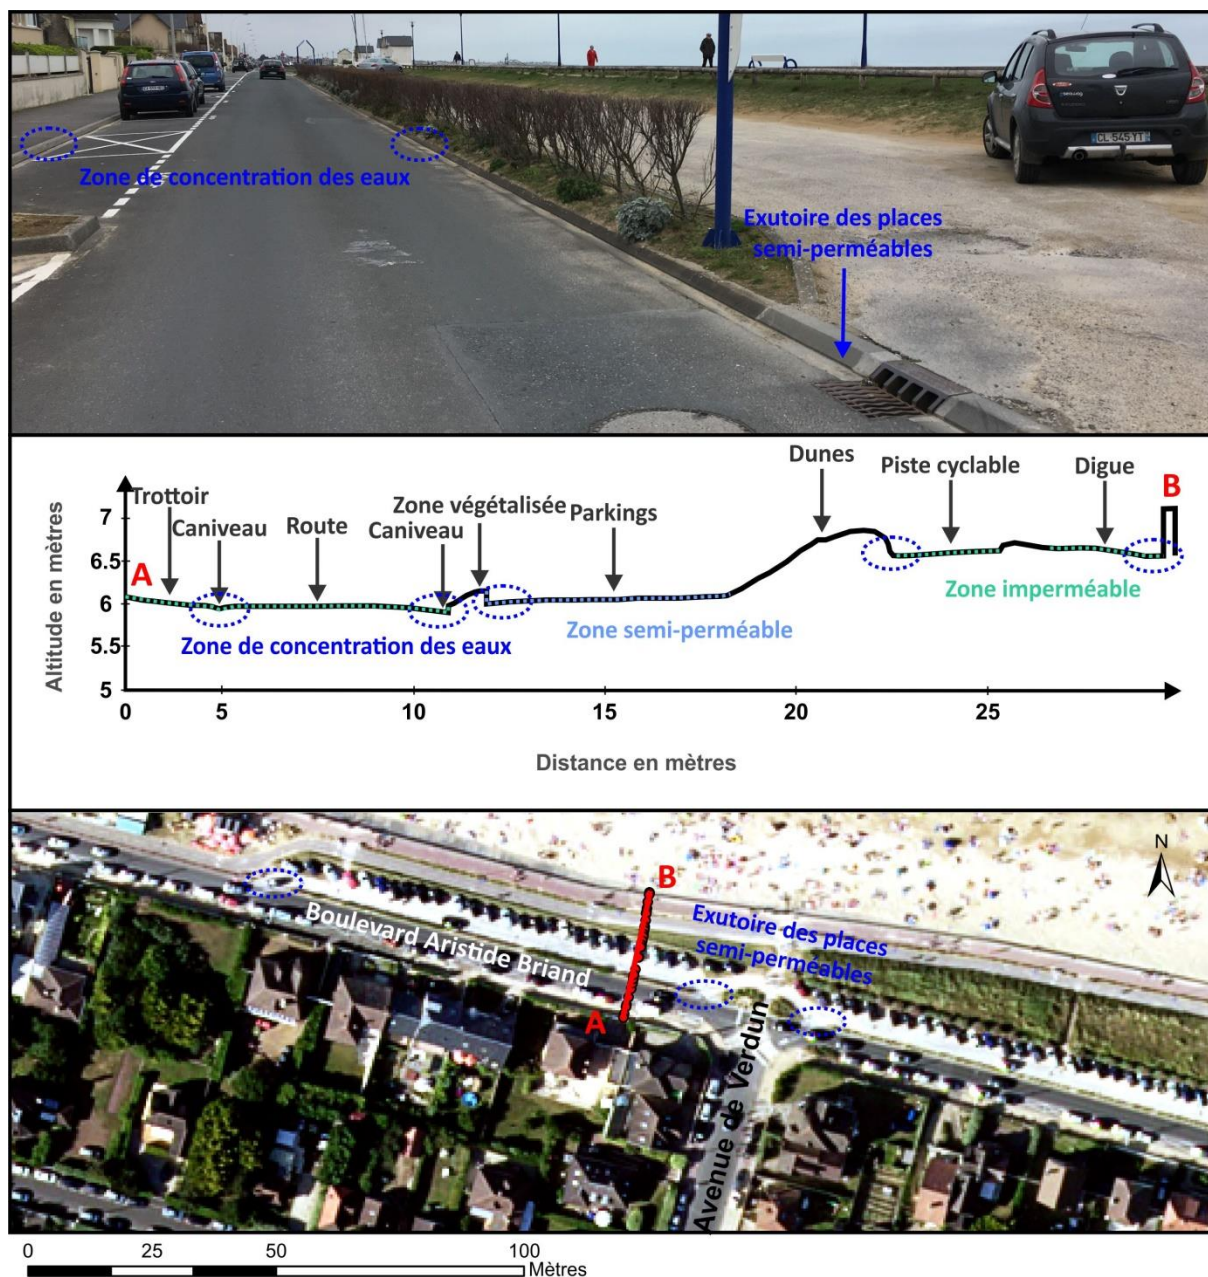 Zone de concentration des eaux
Exutoire des places
semi-perméables
CL 545 YT
Altitude en mètres
7
6.5
6
5.5
5
A
Trottoir
Caniveau
Route
Caniveau
Zone végétalisée
Parkings
Dunes
Piste cyclable
Digue
B
Zone de concentration des eaux
Zone semi-perméable
Zone imperméable
0
5
10
15
20
25
Distance en mètres
N
B
Boulevard Aristide Briand
Exutoire des places
semi-perméables
A
Avenue de Verdun
0
25
50
100
Mètres